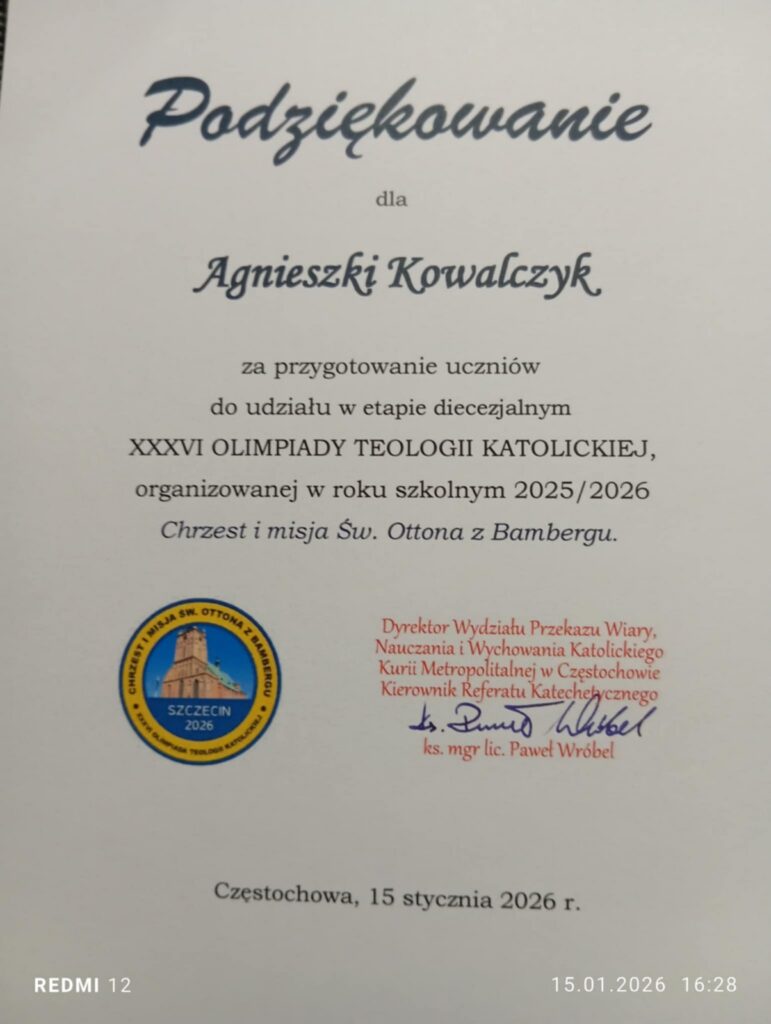 Podziękowanie
dla
Agnieszki Kowalczyk
za przygotowanie uczniów
do udziału w etapie diecezjalnym
XXXVI OLIMPIADY TEOLOGII KATOLICKIEJ,
organizowanej w roku szkolnym 2025/2026
Chrzest i misja Św. Ottona z Bambergu.
CHRZEST I MISJA ŚW. OTTONA Z BAMBERGU
SZCZECIN
2026
XXXVI OLIMPIADA TEOLOGII KATOLICKIEJ
Dyrektor Wydziału Przekazu Wiary,
Nauczania i Wychowania Katolickiego
Kurii Metropolitalnej w Częstochowie
Kierownik Referatu Katechetycznego
ks. Paweł Wróbel
ks. mgr lic. Paweł Wróbel
Częstochowa, 15 stycznia 2026 r.
REDMI 12
15.01.2026 16:28